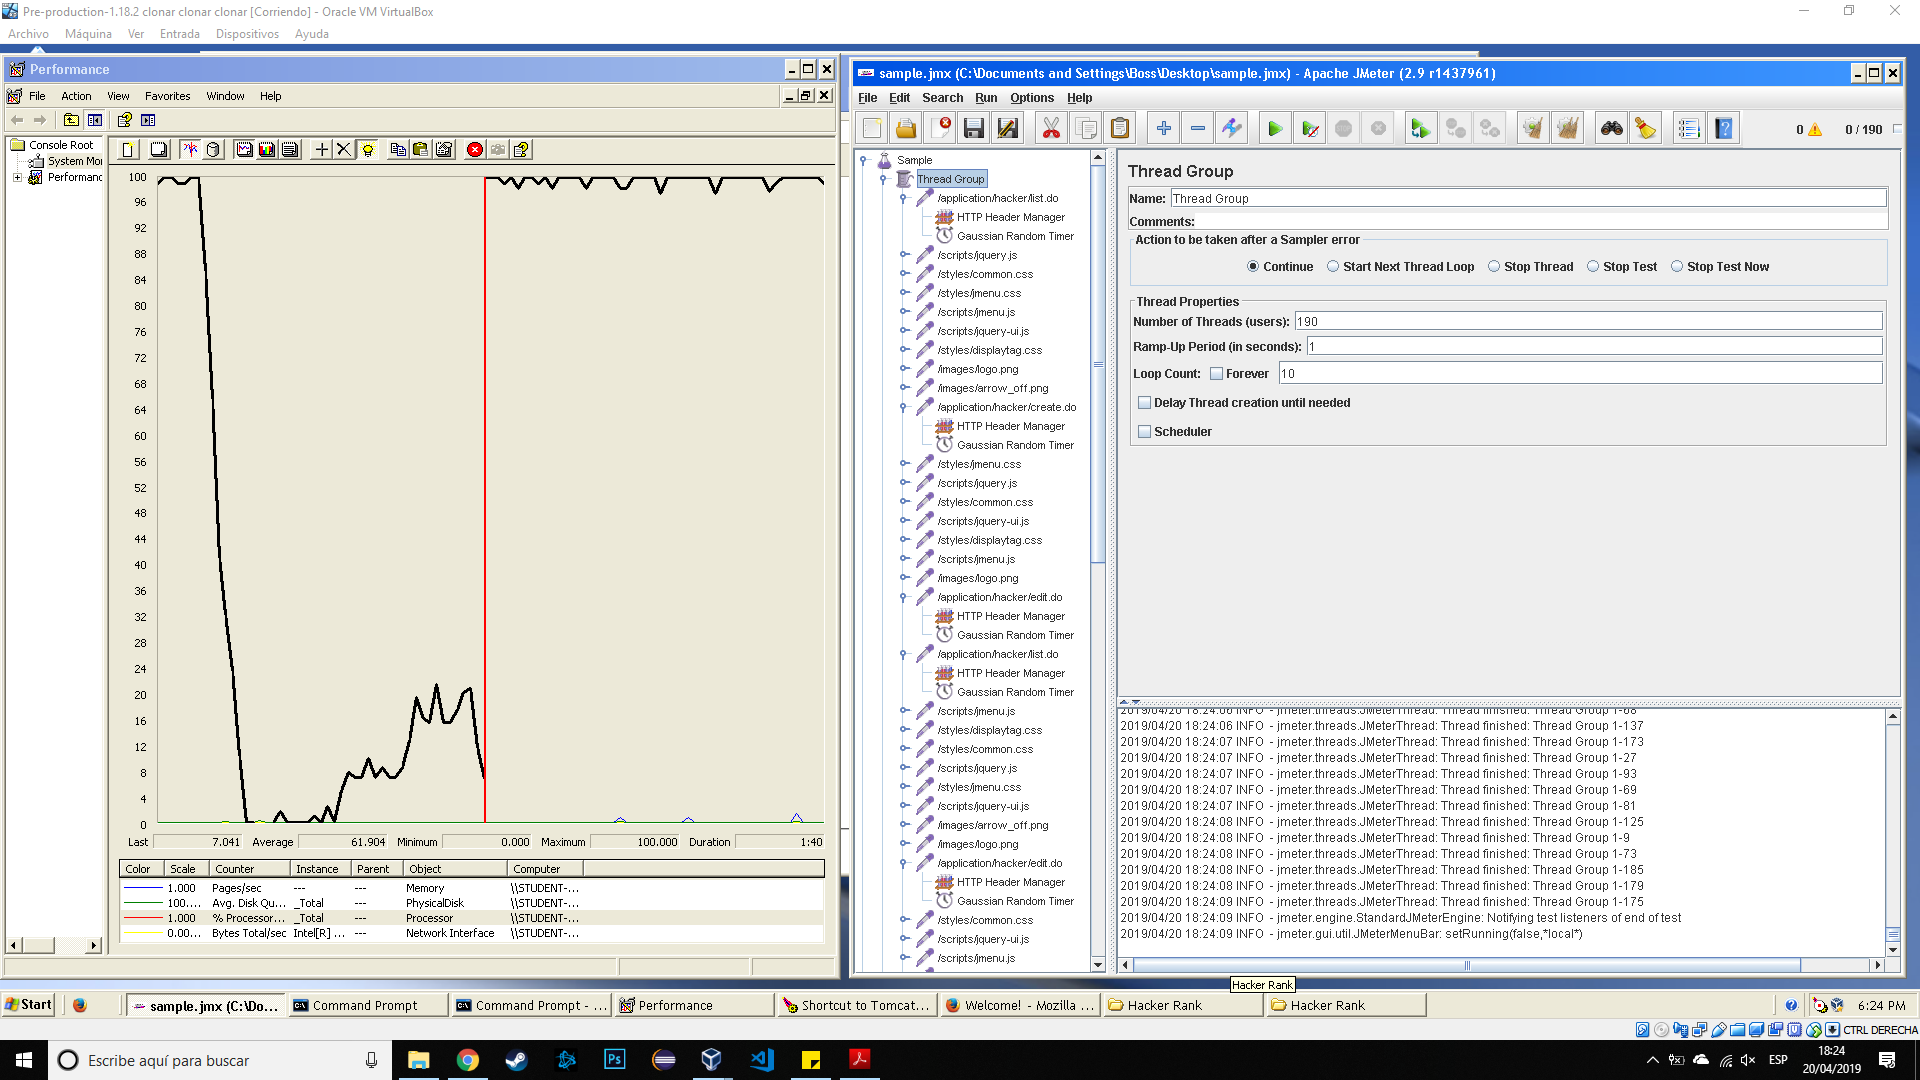 Pre-production-1.18.2 clonar clonar clonar [Corriendo] - Oracle VM VirtualBox
Archivo Máquina Ver Entrada Dispositivos Ayuda
Performance
File Action View Favorites Window Help
Console Root
System Mo
Performanc
100
96
92
88
84
80
76
72
68
64
60
56
52
48
44
40
36
32
28
24
20
16
12
8
4
0
Last 7.041 Average 61.904 Minimum 0.000 Maximum 100.000 Duration 1:40
Color Scale Counter Instance Parent Object Computer
1.000 Pages/sec --- --- Memory \\STUDENT-...
100.... Avg. Disk Qu... _Total --- PhysicalDisk \\STUDENT-...
1.000 % Processor... _Total --- Processor \\STUDENT-...
0.00... Bytes Total/sec Intel[R] ... --- Network Interface \\STUDENT-...
sample.jmx (C:\Documents and Settings\Boss\Desktop\sample.jmx) - Apache JMeter (2.9 r1437961)
File Edit Search Run Options Help
0 0 / 190
Sample
Thread Group
/application/hacker/list.do
HTTP Header Manager
Gaussian Random Timer
/scripts/jquery.js
/styles/common.css
/styles/jmenu.css
/scripts/jmenu.js
/scripts/jquery-ui.js
/styles/displaytag.css
/images/logo.png
/images/arrow_off.png
/application/hacker/create.do
HTTP Header Manager
Gaussian Random Timer
/styles/jmenu.css
/scripts/jquery.js
/styles/common.css
/scripts/jquery-ui.js
/styles/displaytag.css
/scripts/jmenu.js
/images/logo.png
/application/hacker/edit.do
HTTP Header Manager
Gaussian Random Timer
/application/hacker/list.do
HTTP Header Manager
Gaussian Random Timer
/scripts/jmenu.js
/styles/displaytag.css
/styles/common.css
/scripts/jquery.js
/styles/jmenu.css
/scripts/jquery-ui.js
/images/arrow_off.png
/images/logo.png
/application/hacker/edit.do
HTTP Header Manager
Gaussian Random Timer
/styles/common.css
/scripts/jquery-ui.js
/scripts/jmenu.js
Thread Group
Name: Thread Group
Comments:
Action to be taken after a Sampler error
Continue Start Next Thread Loop Stop Thread Stop Test Stop Test Now
Thread Properties
Number of Threads (users): 190
Ramp-Up Period (in seconds): 1
Loop Count: Forever 10
Delay Thread creation until needed
Scheduler
2019/04/20 18:24:06 INFO - jmeter.threads.JMeterThread: Thread finished: Thread Group 1-68
2019/04/20 18:24:06 INFO - jmeter.threads.JMeterThread: Thread finished: Thread Group 1-137
2019/04/20 18:24:07 INFO - jmeter.threads.JMeterThread: Thread finished: Thread Group 1-173
2019/04/20 18:24:07 INFO - jmeter.threads.JMeterThread: Thread finished: Thread Group 1-27
2019/04/20 18:24:07 INFO - jmeter.threads.JMeterThread: Thread finished: Thread Group 1-93
2019/04/20 18:24:07 INFO - jmeter.threads.JMeterThread: Thread finished: Thread Group 1-69
2019/04/20 18:24:07 INFO - jmeter.threads.JMeterThread: Thread finished: Thread Group 1-81
2019/04/20 18:24:08 INFO - jmeter.threads.JMeterThread: Thread finished: Thread Group 1-125
2019/04/20 18:24:08 INFO - jmeter.threads.JMeterThread: Thread finished: Thread Group 1-9
2019/04/20 18:24:08 INFO - jmeter.threads.JMeterThread: Thread finished: Thread Group 1-73
2019/04/20 18:24:08 INFO - jmeter.threads.JMeterThread: Thread finished: Thread Group 1-185
2019/04/20 18:24:09 INFO - jmeter.threads.JMeterThread: Thread finished: Thread Group 1-179
2019/04/20 18:24:09 INFO - jmeter.threads.JMeterThread: Thread finished: Thread Group 1-175
2019/04/20 18:24:09 INFO - jmeter.engine.StandardJMeterEngine: Notifying test listeners of end of test
2019/04/20 18:24:09 INFO - jmeter.gui.util.JMeterMenuBar: setRunning(false,*local*)
Hacker Rank
Start sample.jmx (C:\Do... Command Prompt Command Prompt - ... Performance Shortcut to Tomcat... Welcome! - Mozilla ... Hacker Rank Hacker Rank 6:24 PM
CTRL DERECHA
Escribe aquí para buscar
Ps
ESP
18:24
20/04/2019